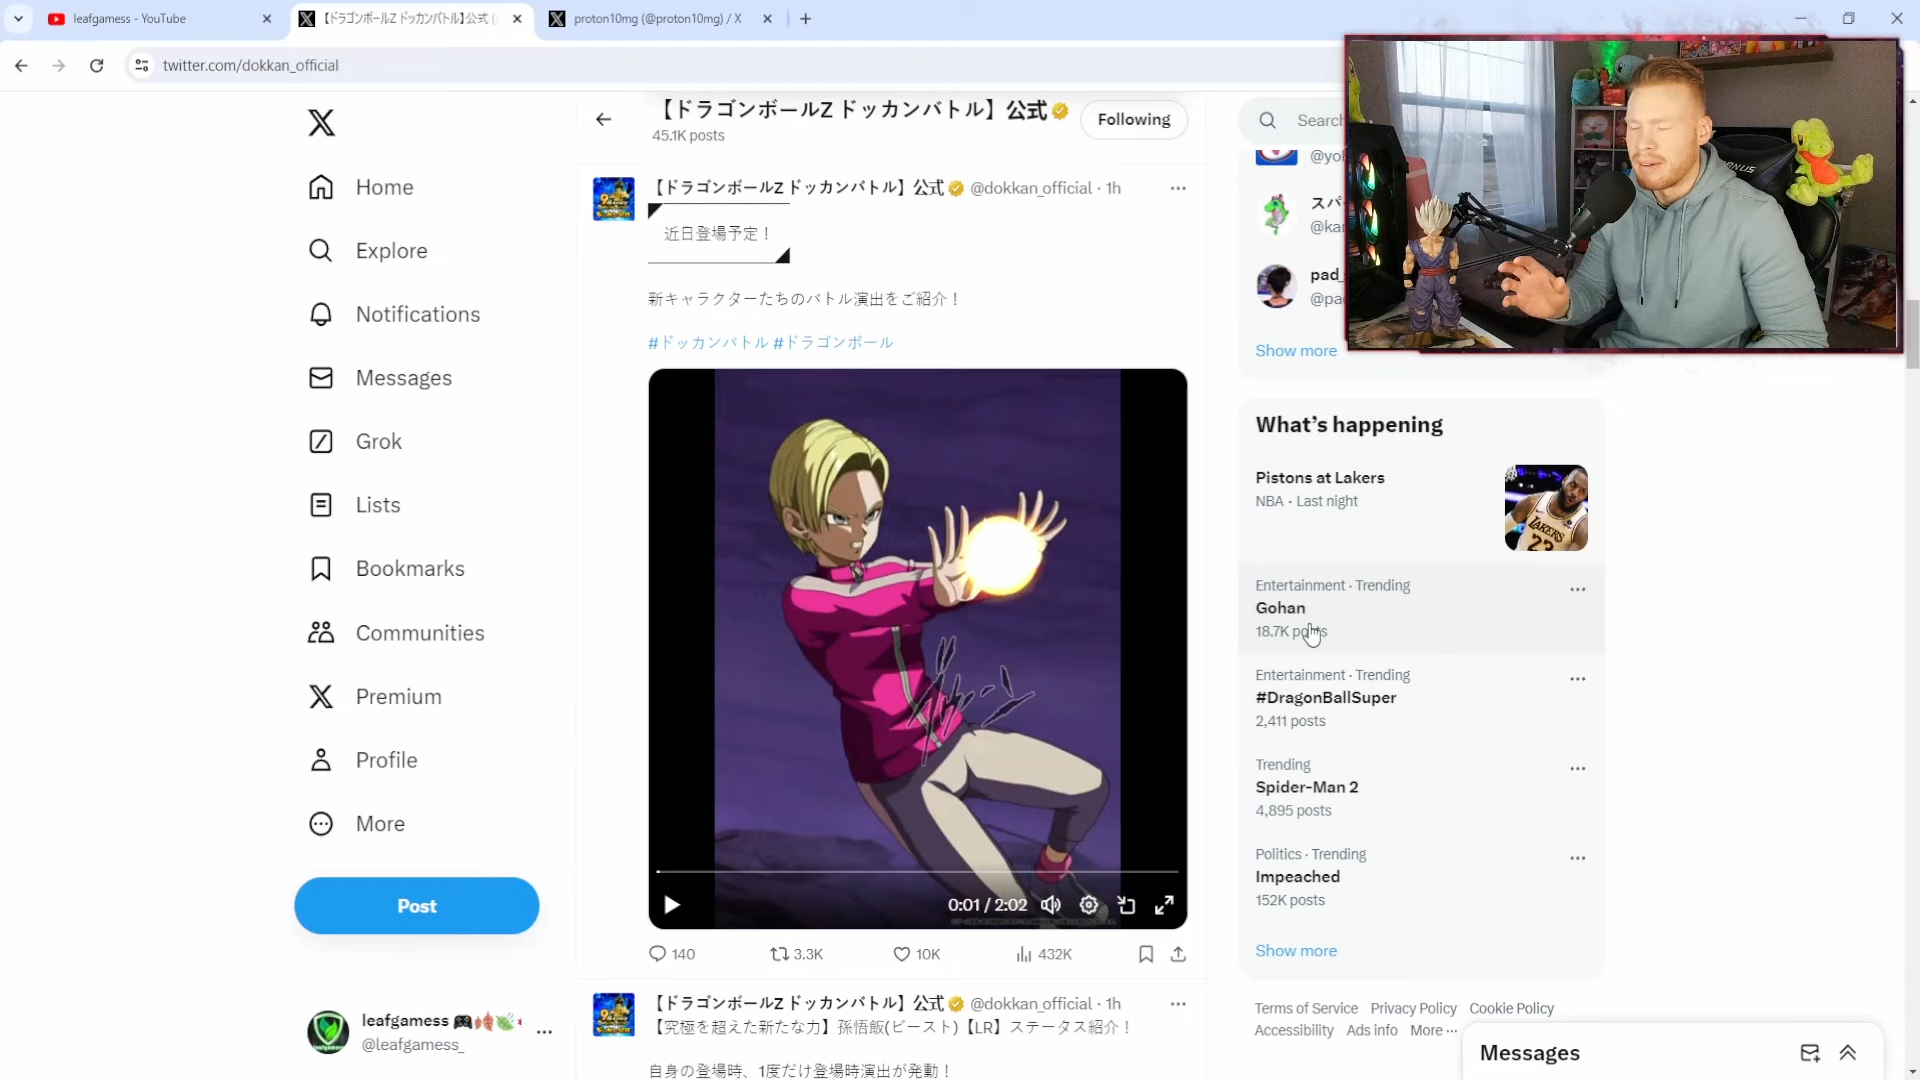 leafgamess - YouTube
【ドラゴンボールZ ドッカンバトル】公式 (
proton10mg (@proton10mg) / X
twitter.com/dokkan_official
Home
Explore
Notifications
Messages
Grok
Lists
Bookmarks
Communities
Premium
Profile
More
Post
leafgamess
@leafgamess_
【ドラゴンボールZ ドッカンバトル】公式
45.1K posts
Following
【ドラゴンボールZ ドッカンバトル】公式 @dokkan_official · 1h
近日登場予定！
新キャラクターたちのバトル演出をご紹介！
#ドッカンバトル #ドラゴンボール
0:01 / 2:02
140
3.3K
10K
432K
【ドラゴンボールZ ドッカンバトル】公式 @dokkan_official · 1h
【究極を超えた新たな力】孫悟飯(ビースト)【LR】ステータス紹介！
自身の登場時、1度だけ登場時演出が発動！
Search
@yo
スパ
@ka
pad_
@pa
Show more
What's happening
Pistons at Lakers
NBA · Last night
LAKERS
23
Entertainment · Trending
Gohan
18.7K posts
Entertainment · Trending
#DragonBallSuper
2,411 posts
Trending
Spider-Man 2
4,895 posts
Politics · Trending
Impeached
152K posts
Show more
Terms of Service Privacy Policy Cookie Policy
Accessibility Ads info More ···
Messages